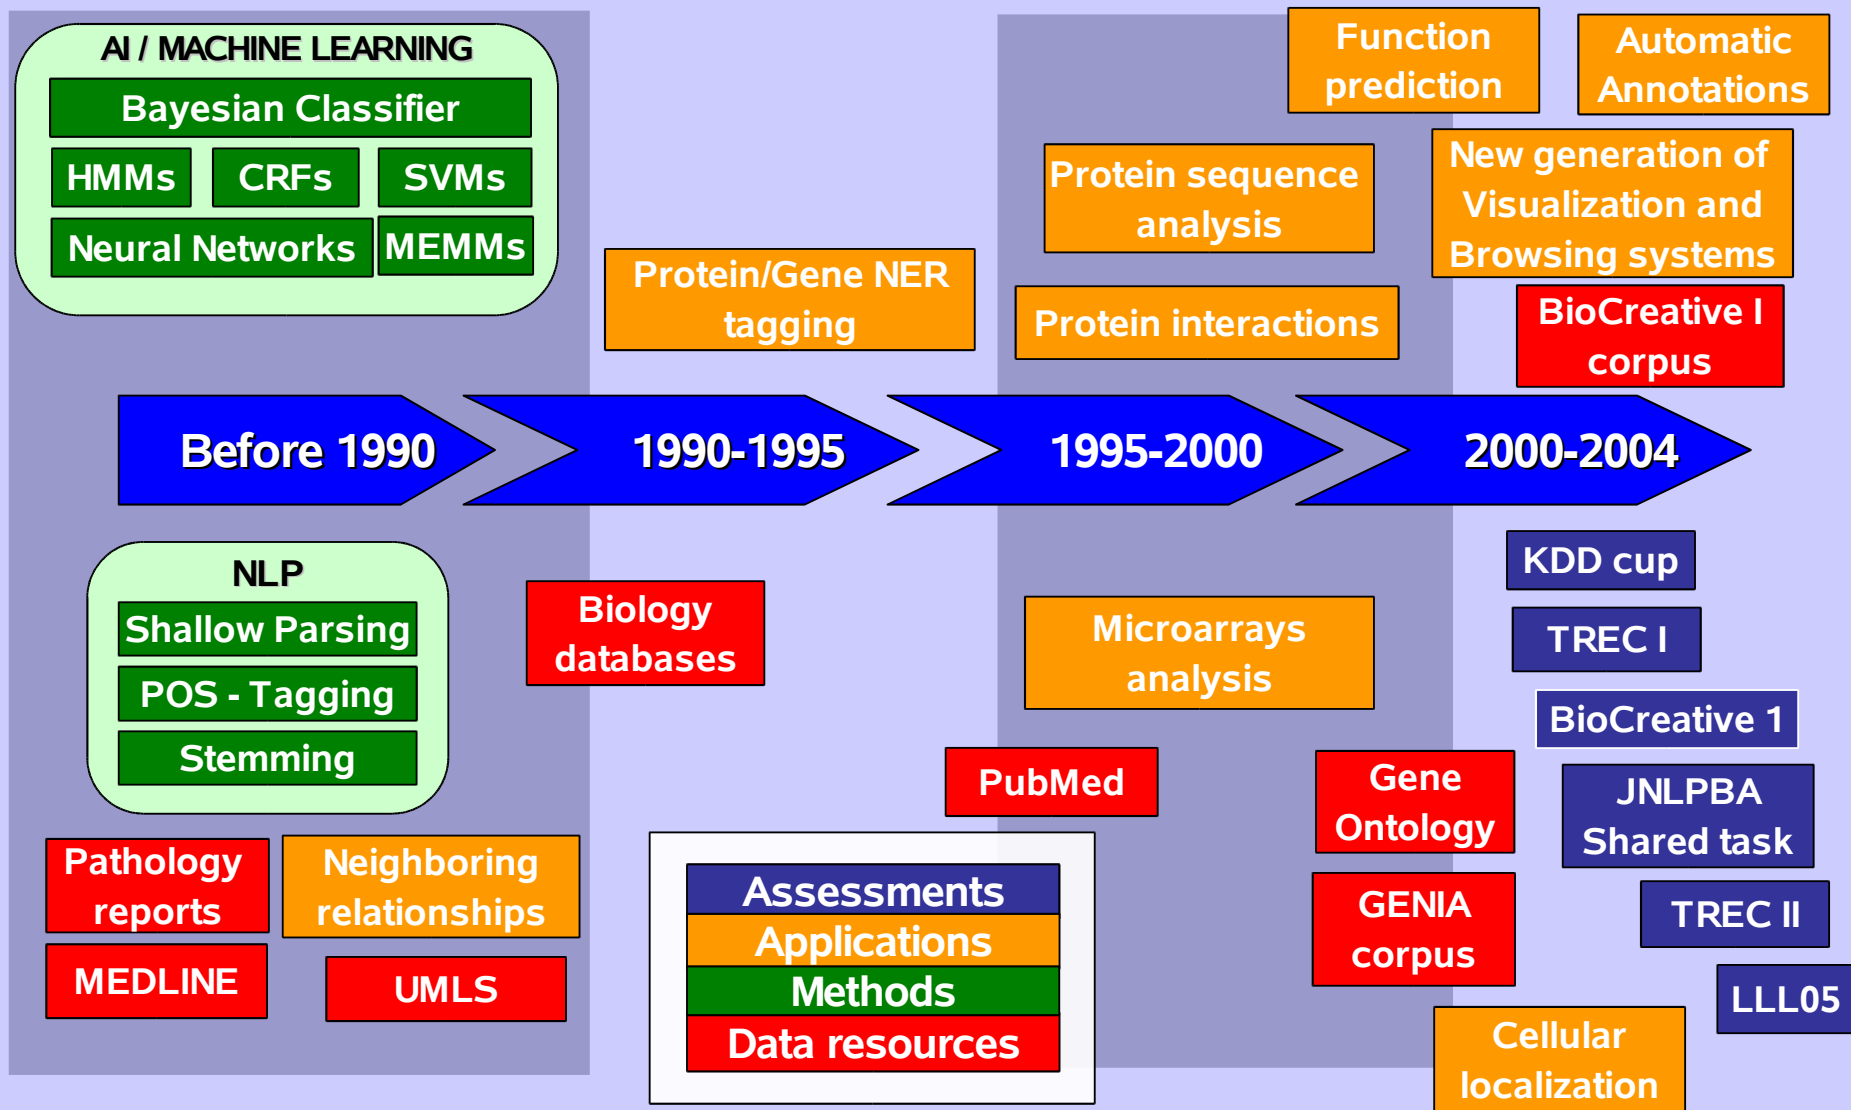 AI / MACHINE LEARNING
Bayesian Classifier
HMMs
CRFs
SVMs
Neural Networks
MEMMs
Protein/Gene NER
tagging
Function
prediction
Automatic
Annotations
Protein sequence
analysis
New generation of
Visualization and
Browsing systems
Protein interactions
BioCreative I
corpus
Before 1990
1990-1995
1995-2000
2000-2004
NLP
Shallow Parsing
POS - Tagging
Stemming
Biology
databases
Microarrays
analysis
KDD cup
TREC I
BioCreative 1
PubMed
Gene
Ontology
JNLPBA
Shared task
Pathology
reports
Neighboring
relationships
MEDLINE
UMLS
Assessments
Applications
Methods
Data resources
GENIA
corpus
TREC II
LLL05
Cellular
localization